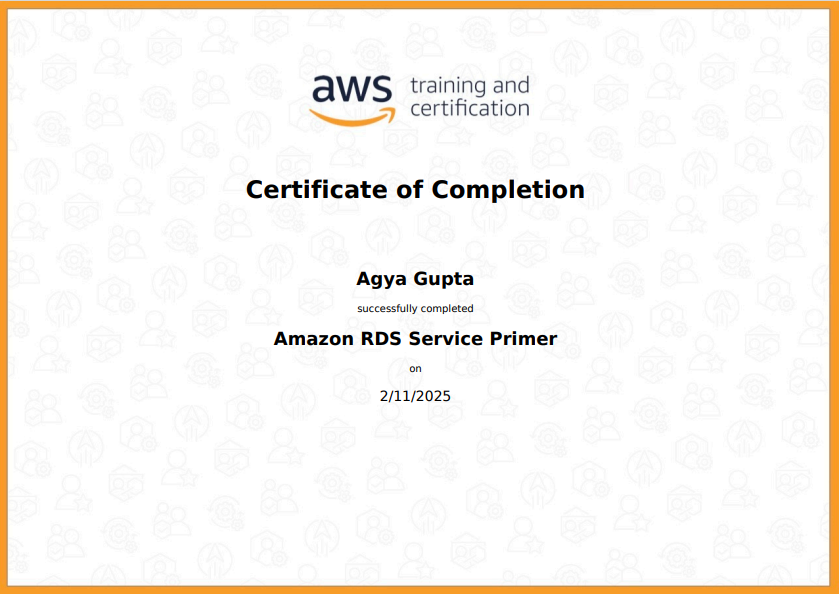 aws training and
certification
Certificate of Completion
Agya Gupta
successfully completed
Amazon RDS Service Primer
on
2/11/2025